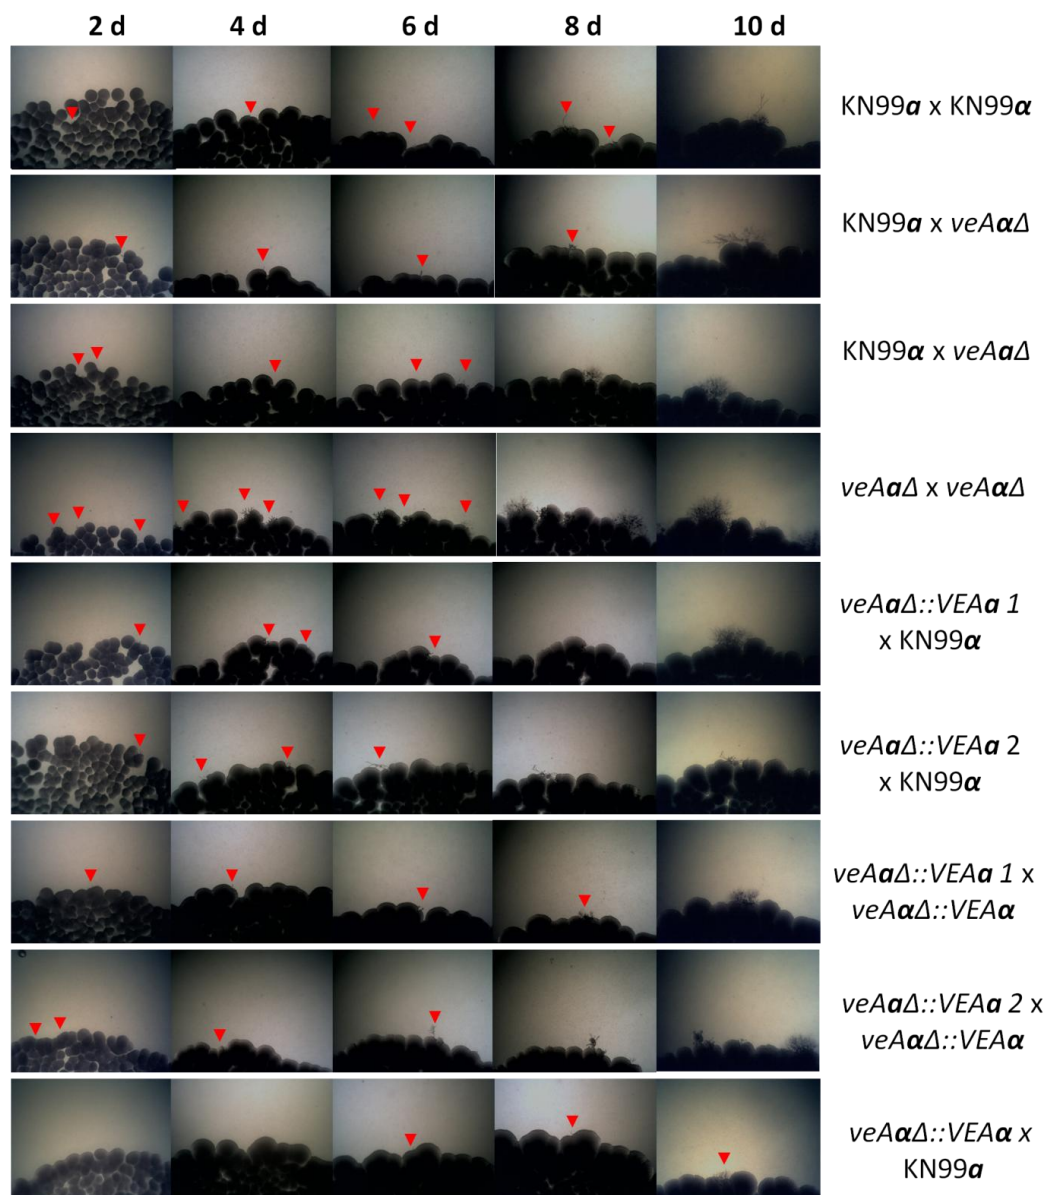 2 d 4 d 6 d 8 d 10 d
KN99a x KN99α
KN99a x veAαΔ
KN99α x veAaΔ
veAaΔ x veAαΔ
veAaΔ::VEAa 1
x KN99α
veAaΔ::VEAa 2
x KN99α
veAaΔ::VEAa 1 x
veAαΔ::VEAα
veAaΔ::VEAa 2 x
veAαΔ::VEAα
veAαΔ::VEAα x
KN99a